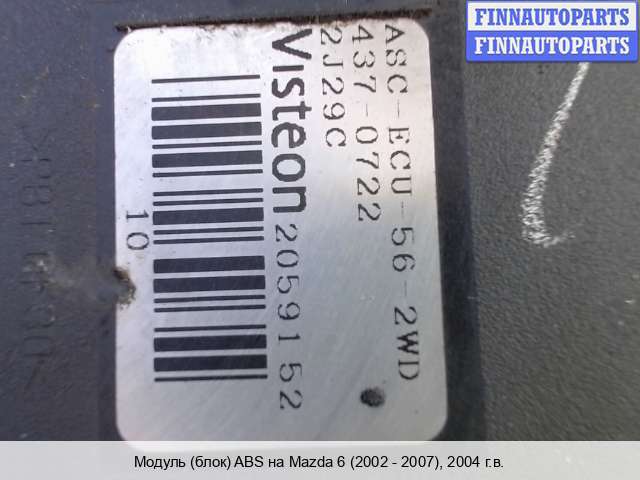 FINNAUTOPARTS
FINNAUTOPARTS
ASC-ECU-56-2WD
437-0722
2J29C
Visteon 2059152
10
Модуль (блок) ABS на Mazda 6 (2002 - 2007), 2004 г.в.